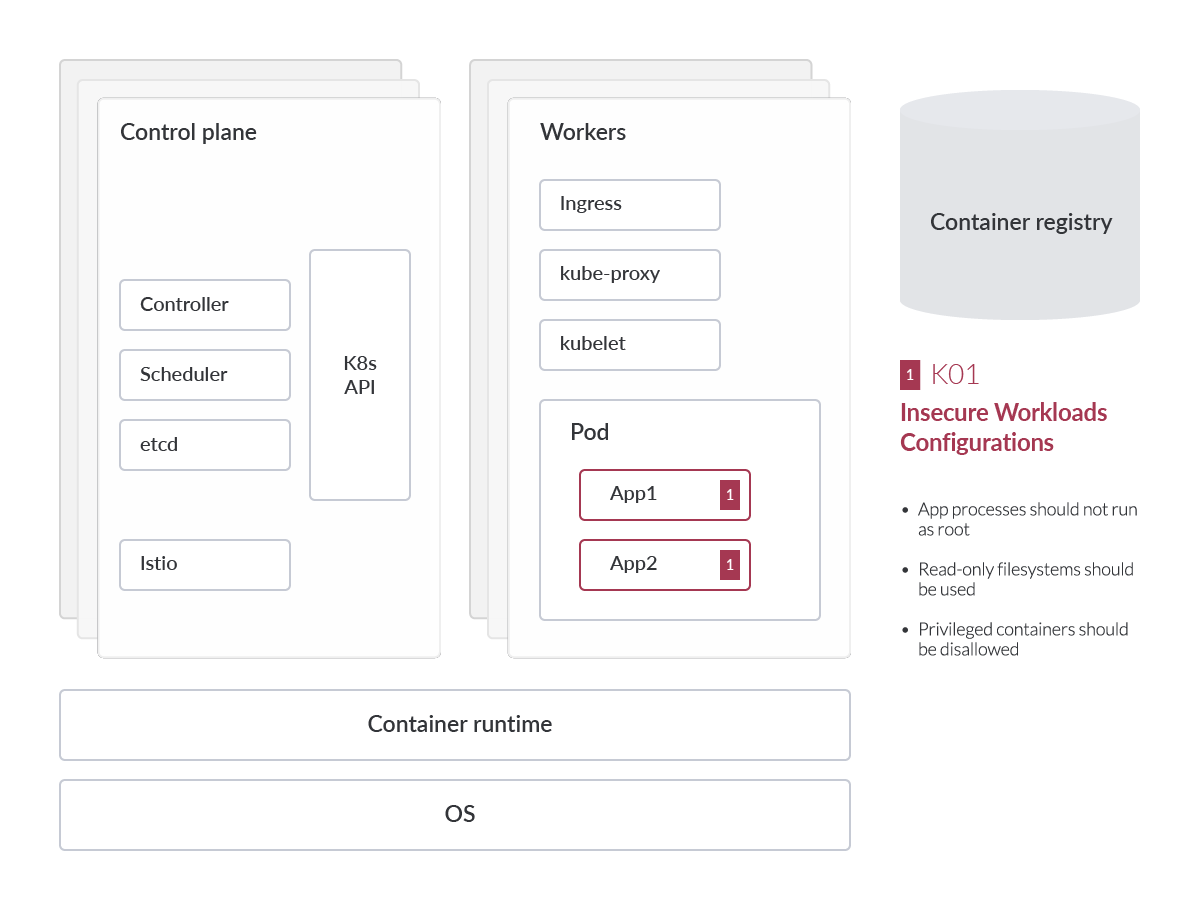 Control plane
Controller
Scheduler
etcd
Istio
K8s
API
Workers
Ingress
kube-proxy
kubelet
Pod
App1
1
App2
1
Container runtime
OS
Container registry
1 K01
Insecure Workloads
Configurations
• App processes should not run
as root
• Read-only filesystems should
be used
• Privileged containers should
be disallowed